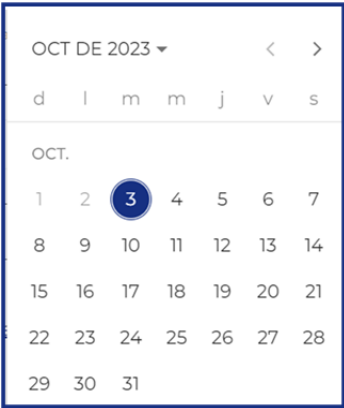 OCT DE 2023
d l m m j v s
OCT.
1 2 3 4 5 6 7
8 9 10 11 12 13 14
15 16 17 18 19 20 21
22 23 24 25 26 27 28
29 30 31